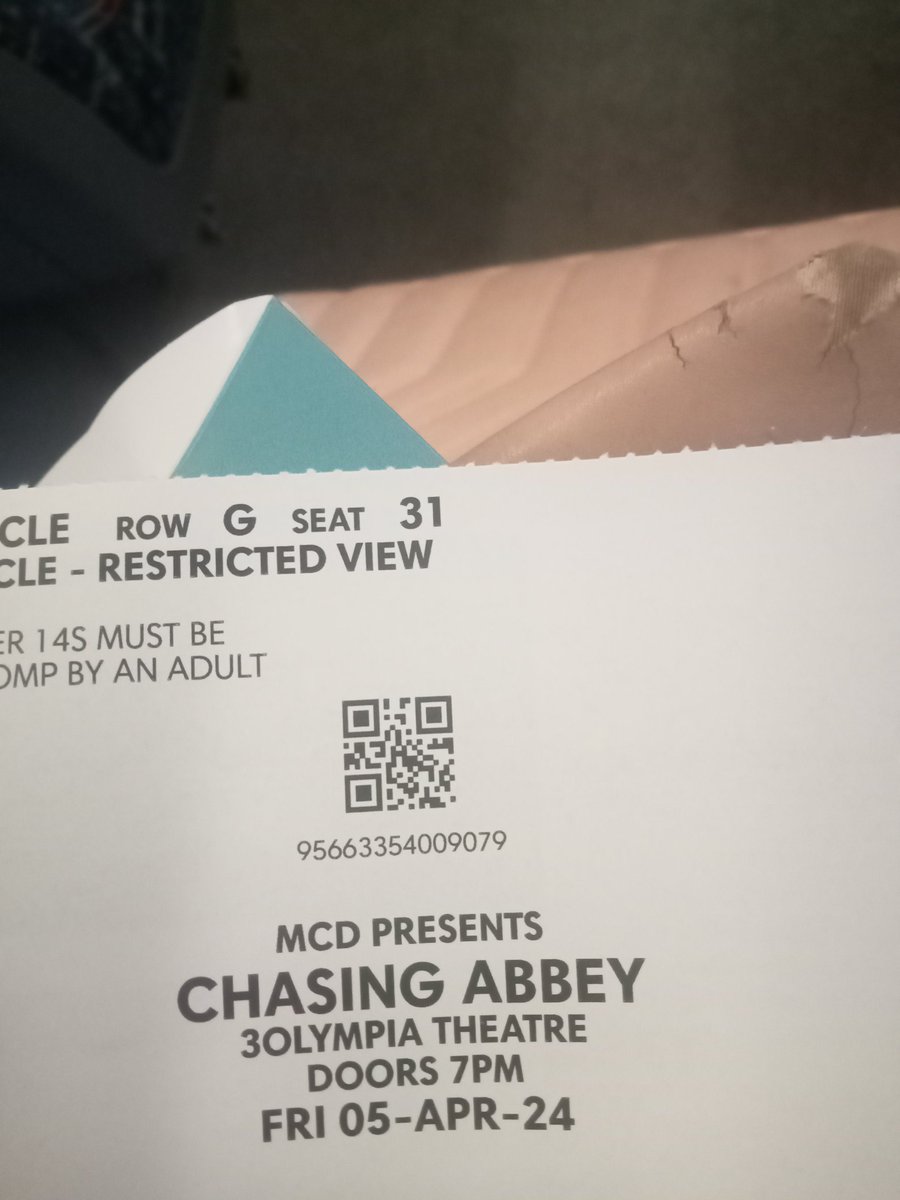 CLE ROW G SEAT 31
CLE - RESTRICTED VIEW
ER 14S MUST BE
OMP BY AN ADULT
95663354009079
MCD PRESENTS
CHASING ABBEY
3OLYMPIA THEATRE
DOORS 7PM
FRI 05-APR-24